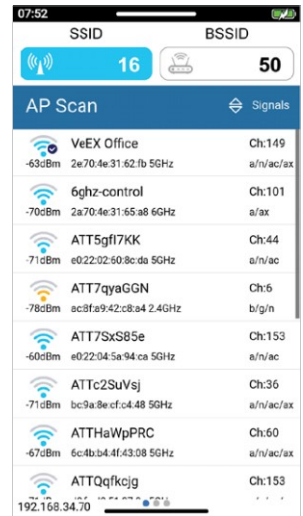 07:52
SSID BSSID
16 50
AP Scan Signals
VeEX Office Ch:149
-63dBm 2e:70:4e:31:62:fb 5GHz a/n/ac/ax
6ghz-control Ch:101
-70dBm 2a:70:4e:31:65:a8 6GHz a/ax
ATT5gfI7KK Ch:44
-71dBm e0:22:02:60:8c:da 5GHz a/n/ac
ATT7qyaGGN Ch:6
-78dBm ac:8f:a9:42:c8:a4 2.4GHz b/g/n
ATT7SxS85e Ch:153
-60dBm e0:22:04:5a:94:ca 5GHz a/n/ac
ATTc2SuVsj Ch:36
-71dBm bc:9a:8e:cf:c4:48 5GHz a/n/ac/ax
ATTHaWpPRC Ch:60
-67dBm 6c:4b:b4:4f:43:08 5GHz a/n/ac/ax
ATTQqfkcjg Ch:153
192.168.34.70